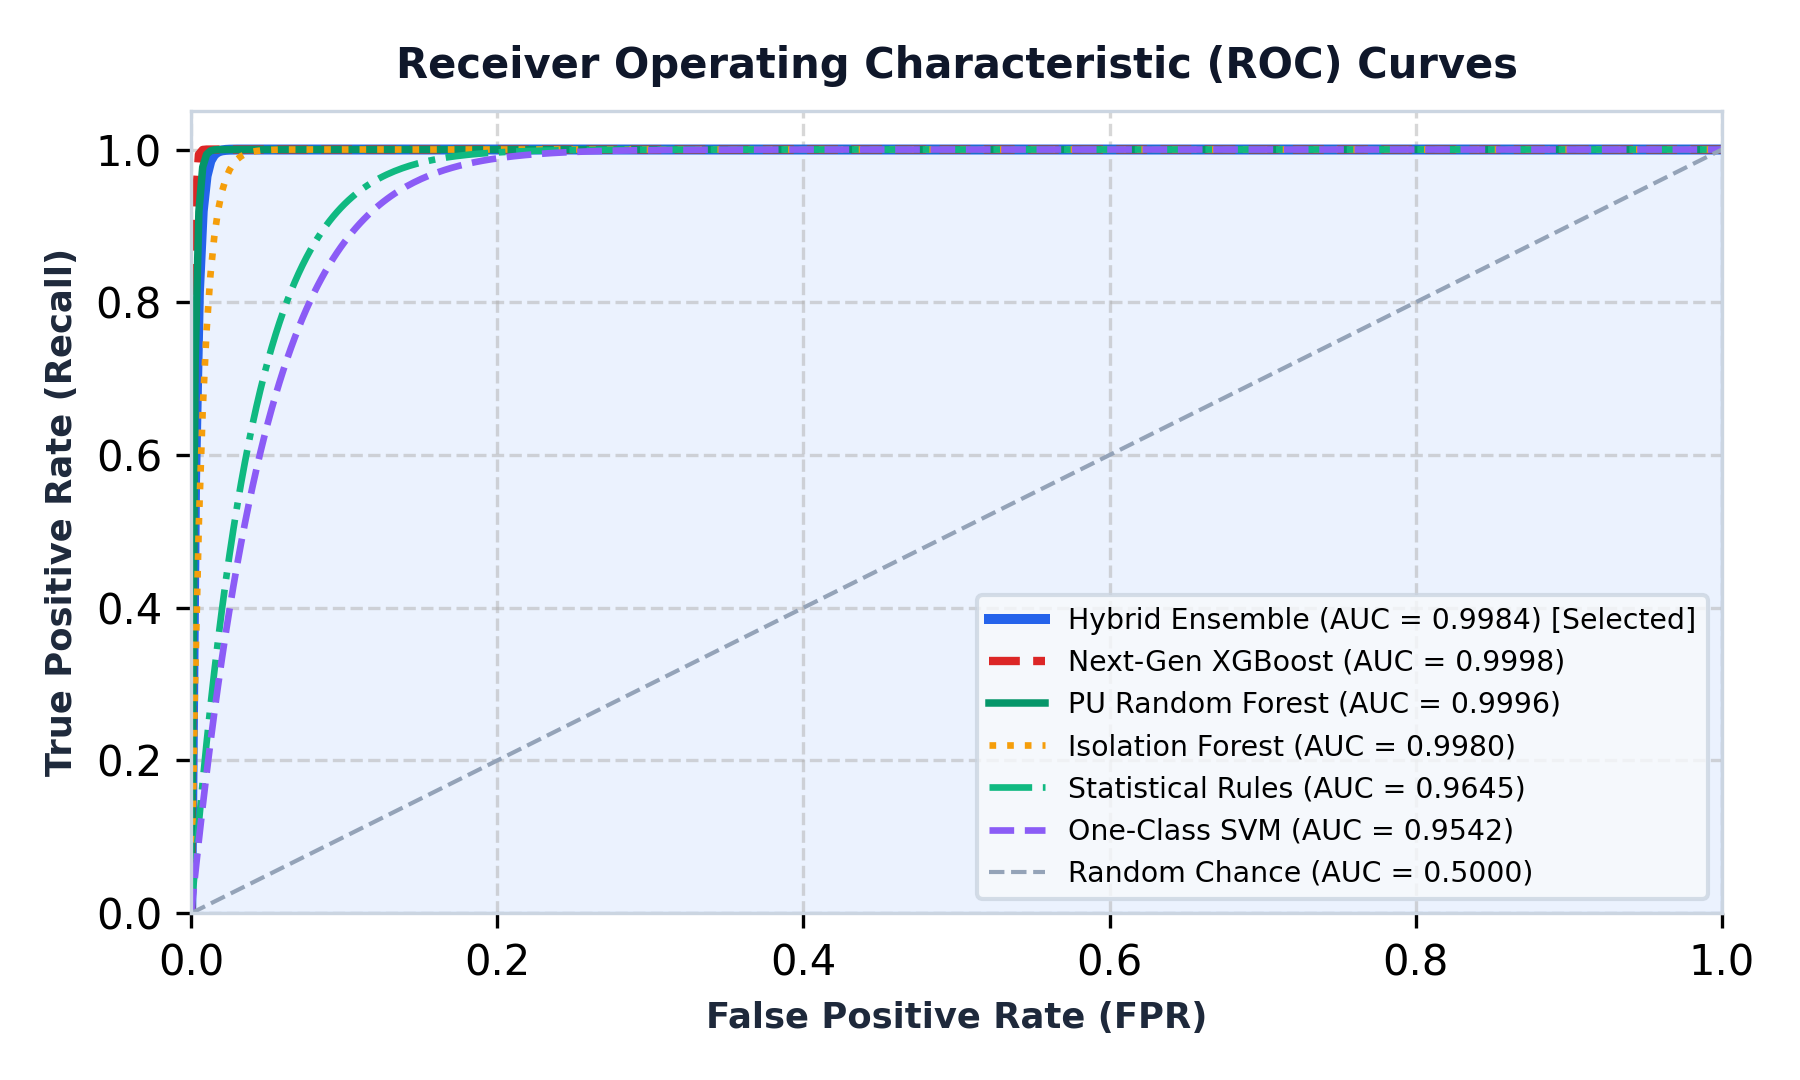 Receiver Operating Characteristic (ROC) Curves
True Positive Rate (Recall)
1.0
0.8
0.6
0.4
0.2
0.0
Hybrid Ensemble (AUC = 0.9984) [Selected]
Next-Gen XGBoost (AUC = 0.9998)
PU Random Forest (AUC = 0.9996)
Isolation Forest (AUC = 0.9980)
Statistical Rules (AUC = 0.9645)
One-Class SVM (AUC = 0.9542)
Random Chance (AUC = 0.5000)
0.0 0.2 0.4 0.6 0.8 1.0
False Positive Rate (FPR)